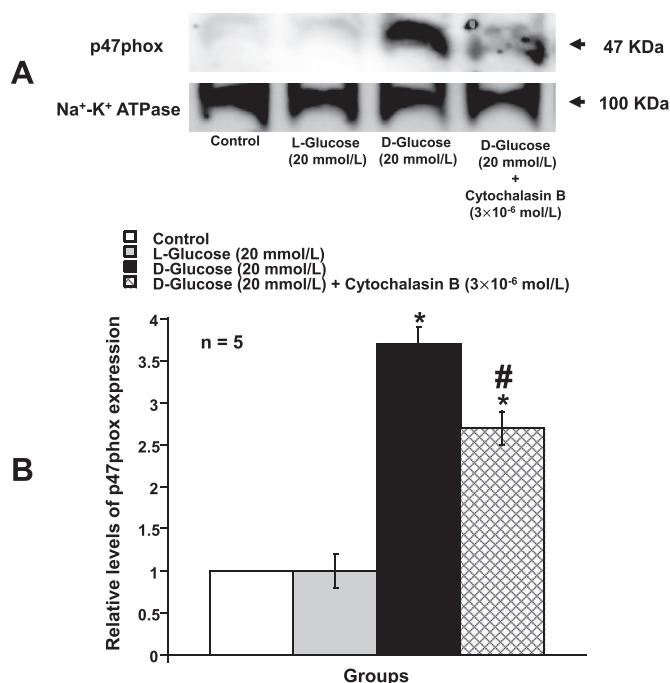 A
p47phox
47 KDa
Na⁺-K⁺ ATPase
100 KDa
Control
L-Glucose
(20 mmol/L)
D-Glucose
(20 mmol/L)
D-Glucose
(20 mmol/L)
+
Cytochalasin B
(3×10⁻⁶ mol/L)
Control
L-Glucose (20 mmol/L)
D-Glucose (20 mmol/L)
D-Glucose (20 mmol/L) + Cytochalasin B (3×10⁻⁶ mol/L)
B
Relative levels of p47phox expression
4
3.5
3
2.5
2
1.5
1
0.5
0
n = 5
*
#
*
Groups